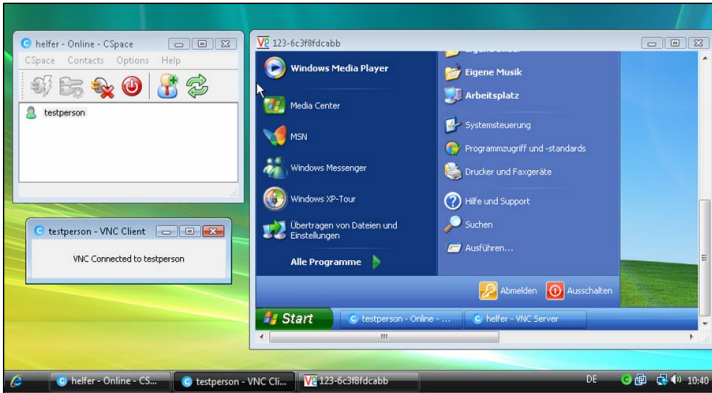 helfer - Online - CSpace
CSpace Contacts Options Help
testperson
testperson - VNC Client
VNC Connected to testperson
123-6c3f8fdcabb
Windows Media Player
Media Center
MSN
Windows Messenger
Windows XP-Tour
Übertragen von Dateien und
Einstellungen
Alle Programme
Eigene Musik
Arbeitsplatz
Systemsteuerung
Programmzugriff und -standards
Drucker und Faxgeräte
Hilfe und Support
Suchen
Ausführen...
Abmelden
Ausschalten
Start
testperson - Online - ...
helfer - VNC Server
helfer - Online - CS...
testperson - VNC Cli...
123-6c3f8fdcabb
DE
10:40